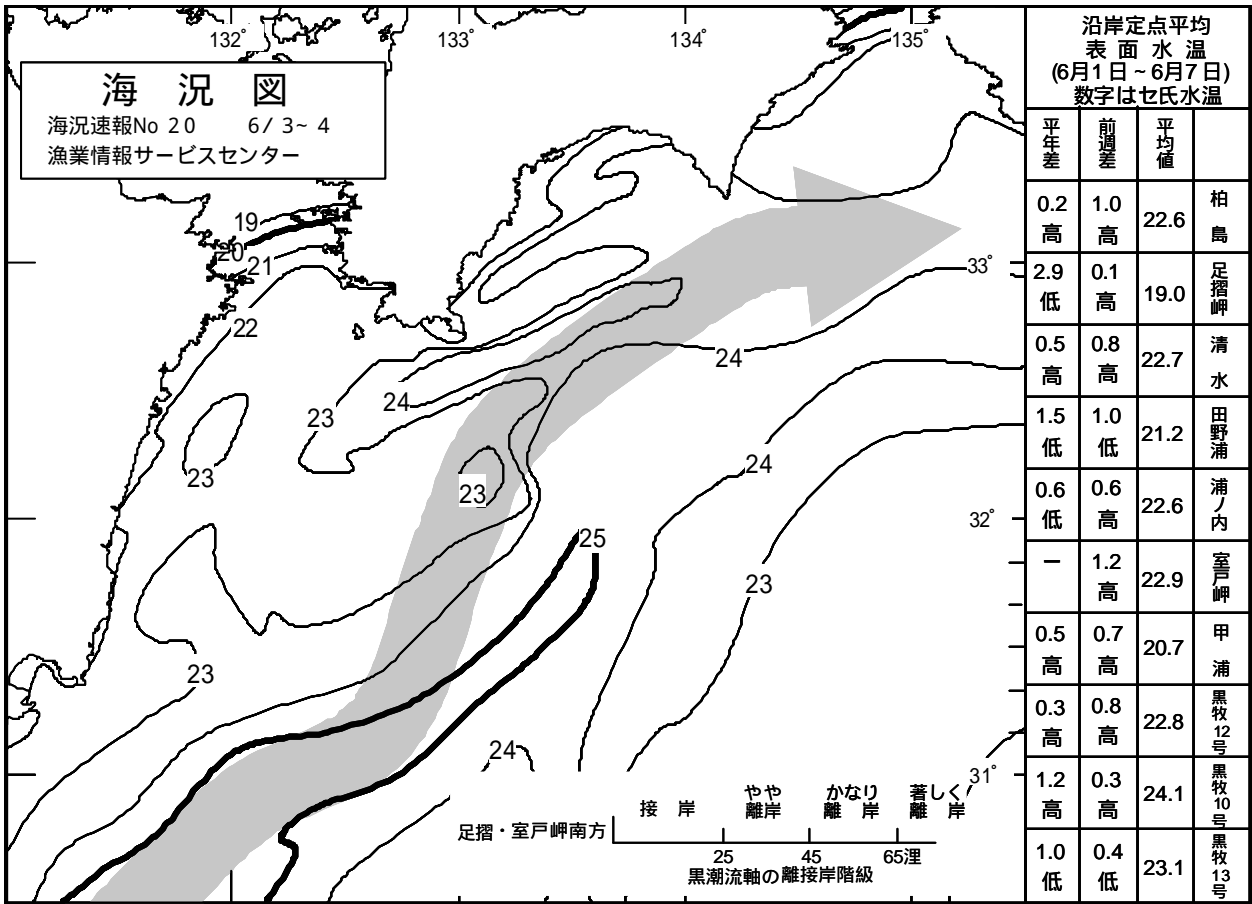 132°
133°
134°
135°
海 況 図
海況速報No 20 6/3~4
漁業情報サービスセンター
19
20
21
22
33°
24
23
24
23
24
23
32°
25
23
23
24
31°
接 岸
やや
離岸
かなり
離 岸
著しく
離 岸
足摺・室戸岬南方
25 45 65浬
黒潮流軸の離接岸階級
沿岸定点平均
表面水温
(6月1日~6月7日)
数字はセ氏水温
平年差 前週差 平均値
0.2高 1.0高 22.6 柏島
2.9低 0.1高 19.0 足摺岬
0.5高 0.8高 22.7 清水
1.5低 1.0低 21.2 田野浦
0.6低 0.6高 22.6 浦ノ内
ー 1.2高 22.9 室戸岬
0.5高 0.7高 20.7 甲浦
0.3高 0.8高 22.8 黒牧12号
1.2高 0.3高 24.1 黒牧10号
1.0低 0.4低 23.1 黒牧13号